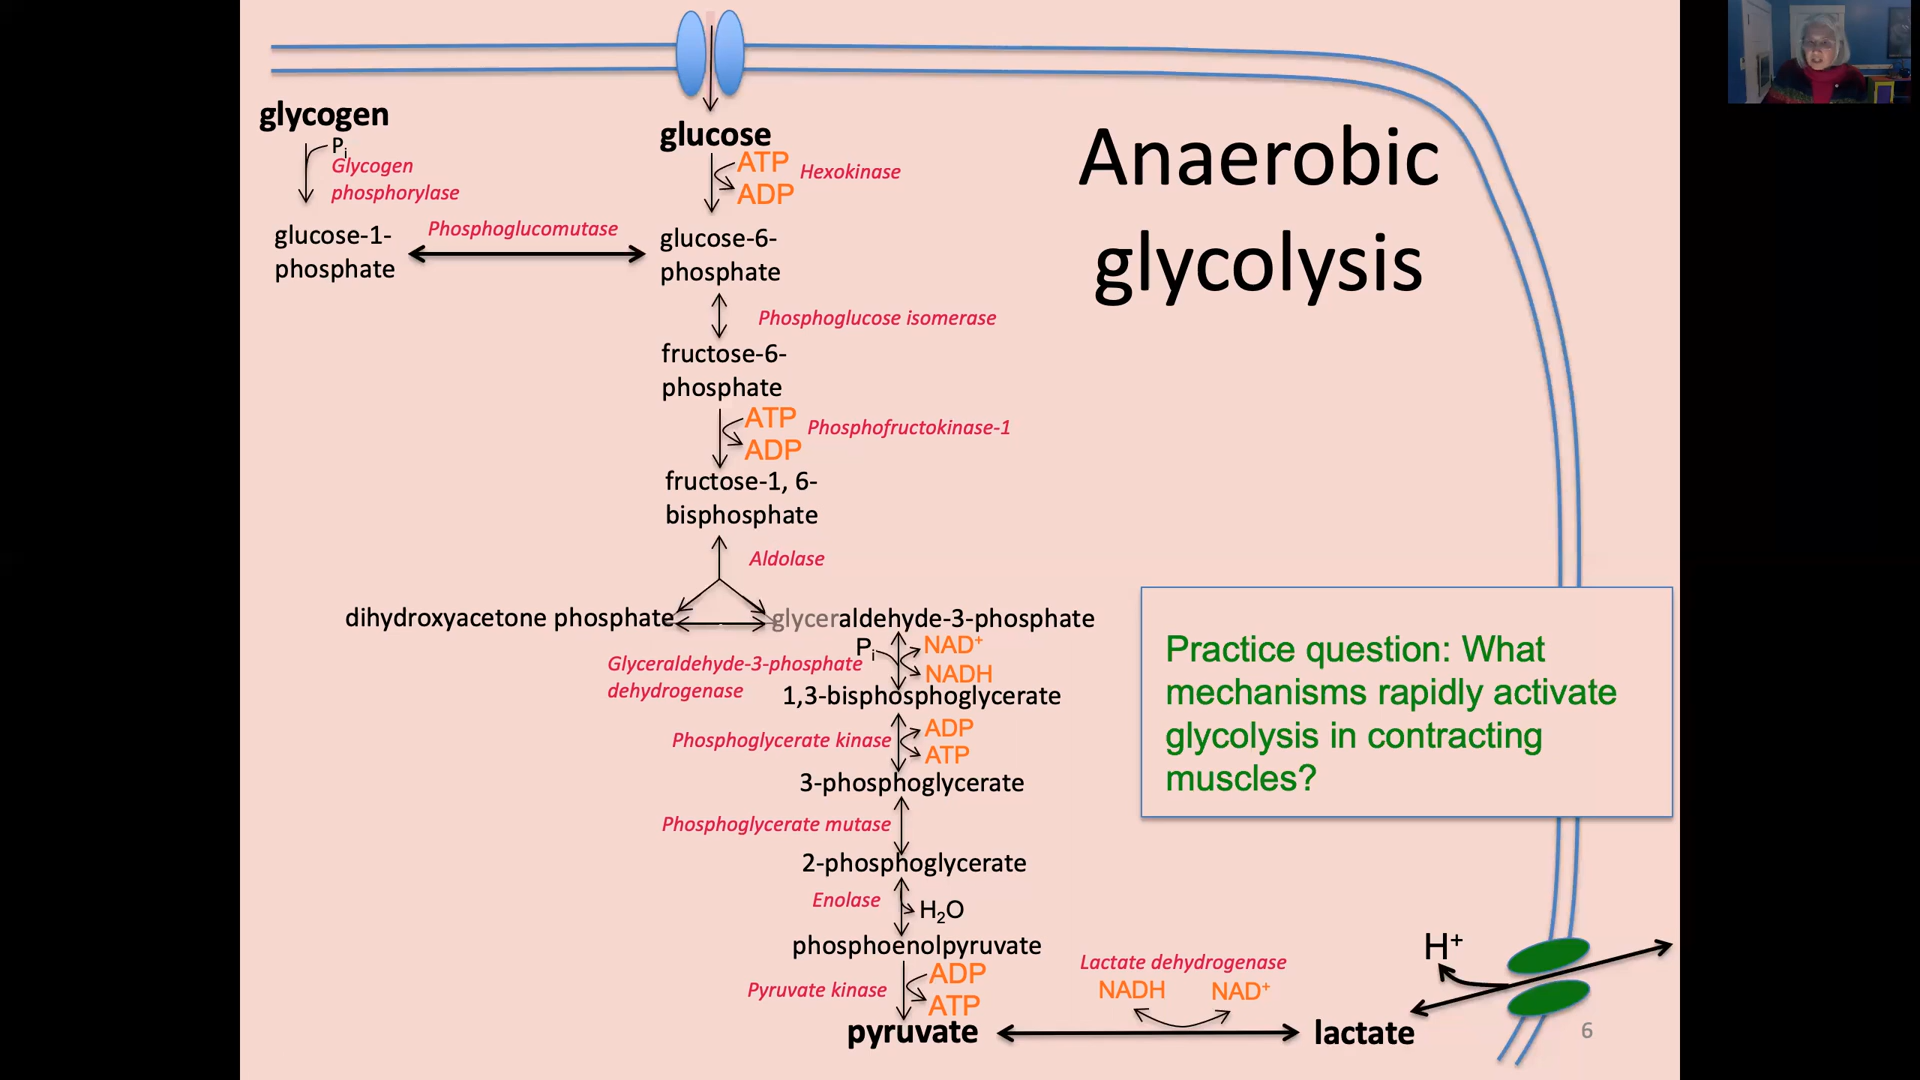 glycogen
P
i
Glycogen
phosphorylase
glucose-1-
phosphate
Phosphoglucomutase
glucose
ATP
ADP
Hexokinase
glucose-6-
phosphate
Phosphoglucose isomerase
fructose-6-
phosphate
ATP
ADP
Phosphofructokinase-1
fructose-1, 6-
bisphosphate
Aldolase
dihydroxyacetone phosphate
glyceraldehyde-3-phosphate
Pi
NAD+
NADH
Glyceraldehyde-3-phosphate
dehydrogenase
1,3-bisphosphoglycerate
Phosphoglycerate kinase
ADP
ATP
3-phosphoglycerate
Phosphoglycerate mutase
2-phosphoglycerate
Enolase
H2O
phosphoenolpyruvate
Pyruvate kinase
ADP
ATP
pyruvate
Lactate dehydrogenase
NADH
NAD+
lactate
H+
Anaerobic
glycolysis
Practice question: What
mechanisms rapidly activate
glycolysis in contracting
muscles?
6